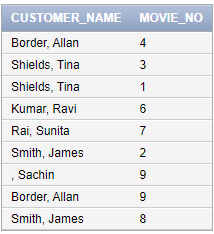 CUSTOMER_NAME MOVIE_NO
Border, Allan 4
Shields, Tina 3
Shields, Tina 1
Kumar, Ravi 6
Rai, Sunita 7
Smith, James 2
, Sachin 9
Border, Allan 9
Smith, James 8